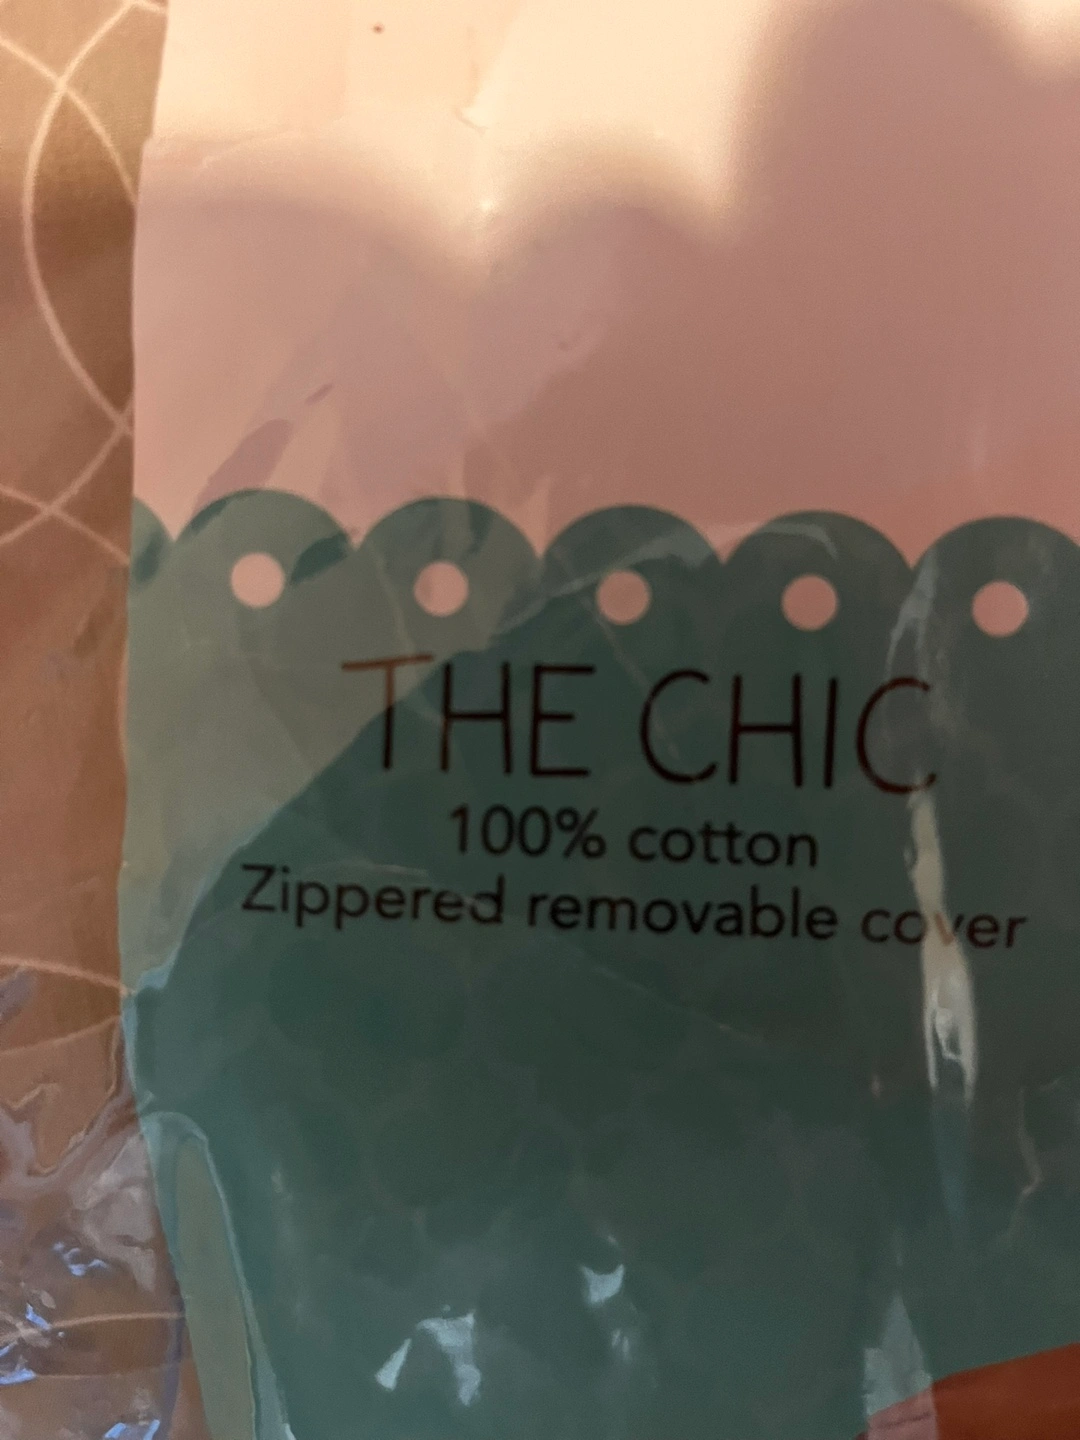 THE CHIC
100% cotton
Zippered removable cover